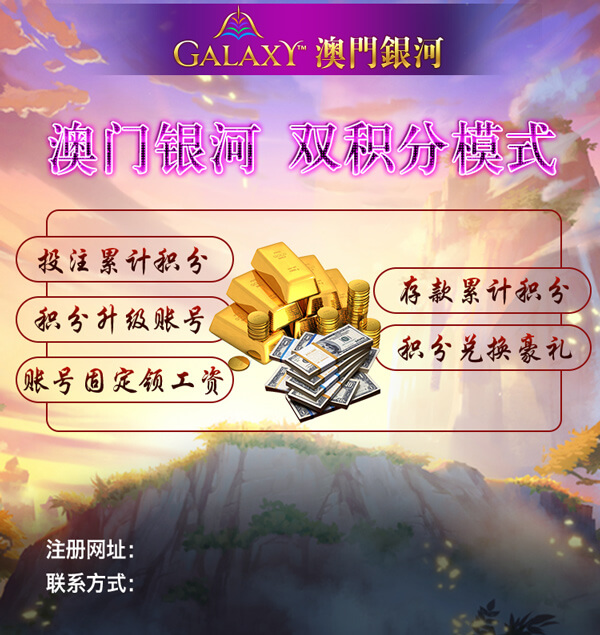 GALAXY™ 澳門銀河
澳门银河 双积分模式
投注累计积分
积分升级账号
账号固定领工资
存款累计积分
积分兑换豪礼
注册网址：
联系方式：